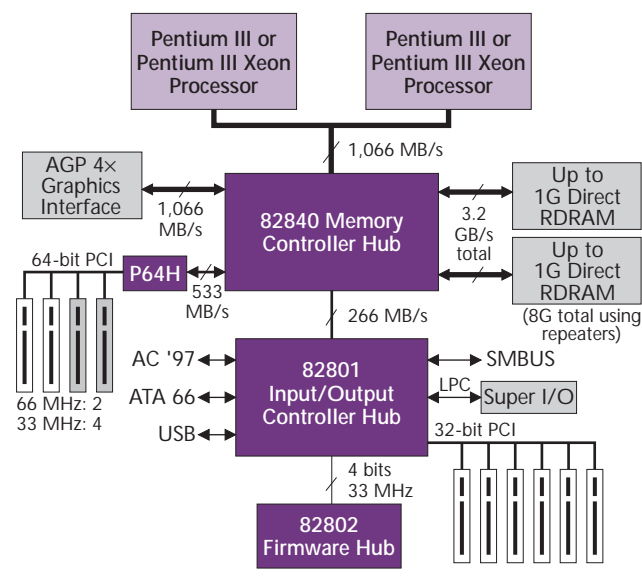 Pentium III or
Pentium III Xeon
Processor
Pentium III or
Pentium III Xeon
Processor
1,066 MB/s
AGP 4×
Graphics
Interface
1,066
MB/s
82840 Memory
Controller Hub
3.2
GB/s
total
Up to
1G Direct
RDRAM
Up to
1G Direct
RDRAM
(8G total using
repeaters)
64-bit PCI
P64H
533
MB/s
66 MHz: 2
33 MHz: 4
266 MB/s
AC '97
ATA 66
USB
82801
Input/Output
Controller Hub
SMBUS
LPC
Super I/O
32-bit PCI
4 bits
33 MHz
82802
Firmware Hub